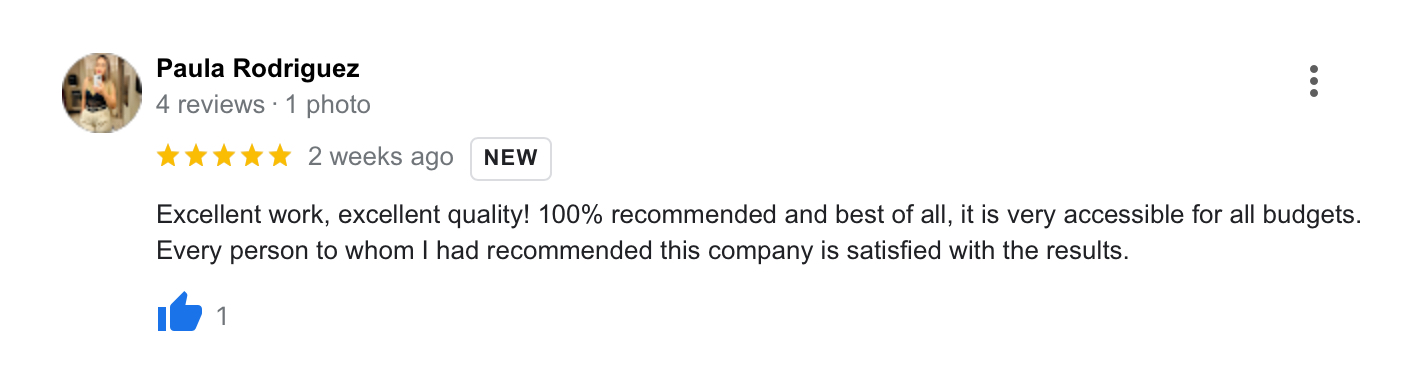 Paula Rodriguez
4 reviews · 1 photo
2 weeks ago NEW
Excellent work, excellent quality! 100% recommended and best of all, it is very accessible for all budgets.
Every person to whom I had recommended this company is satisfied with the results.
1